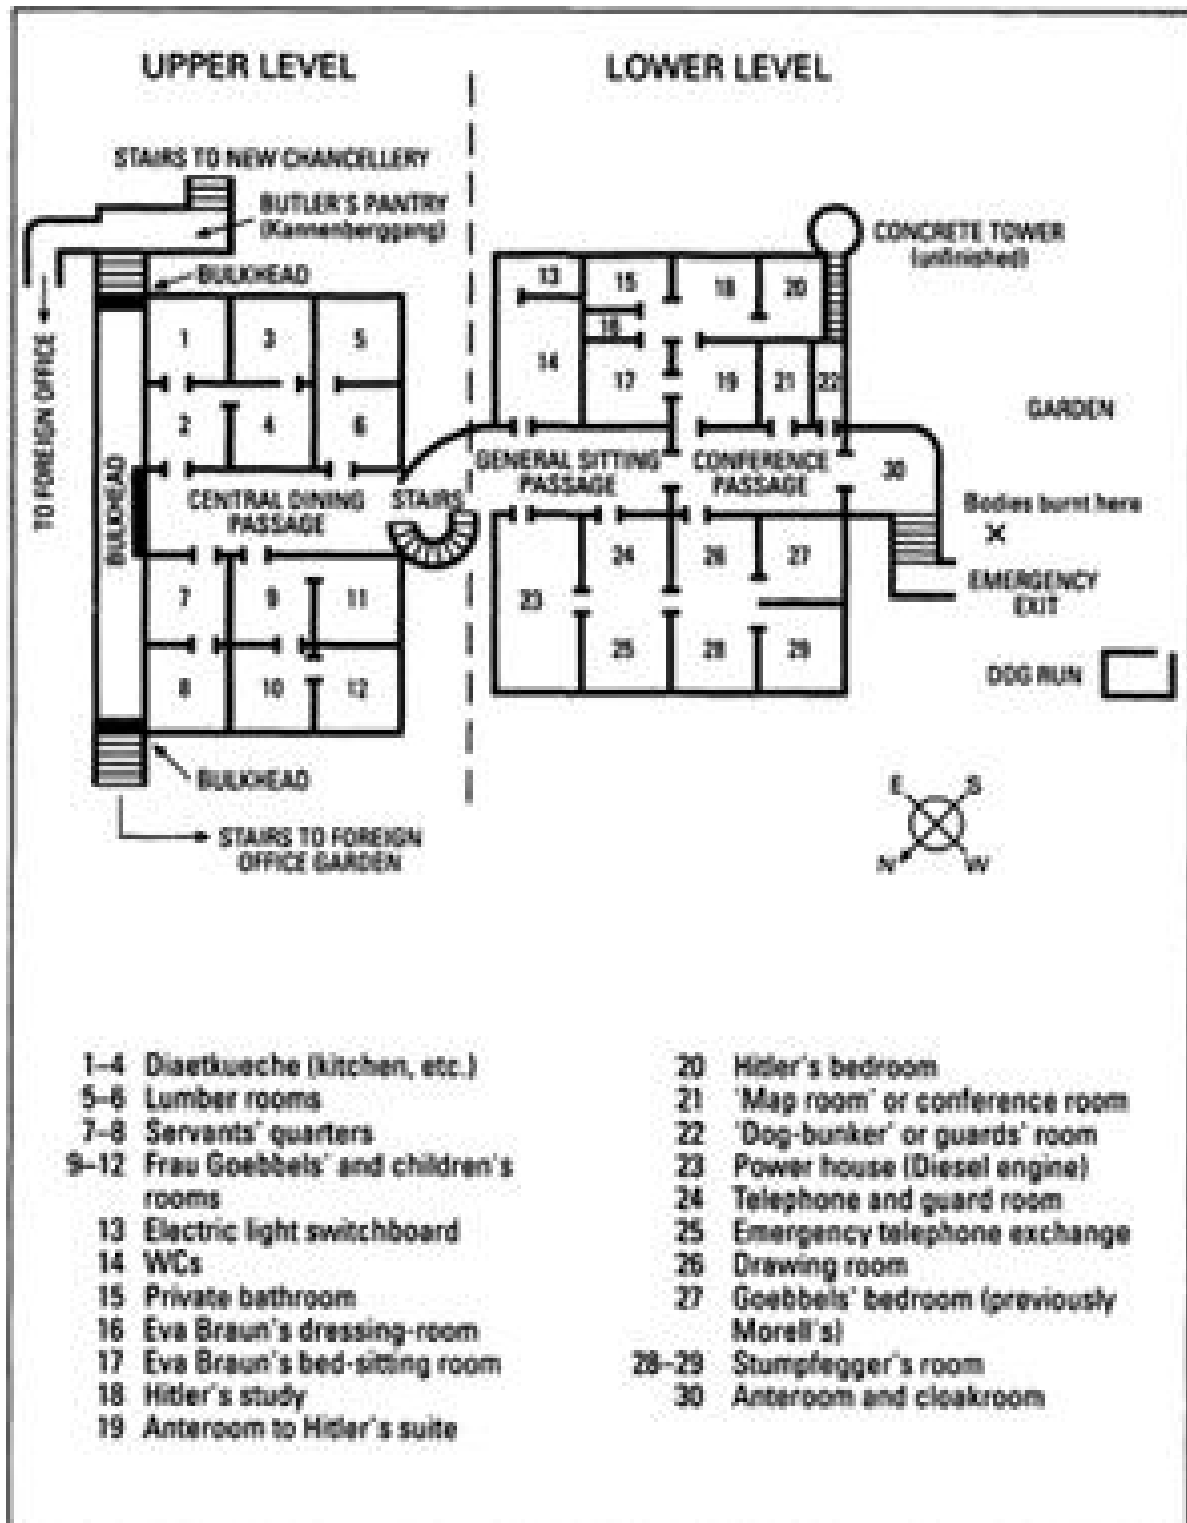 UPPER LEVEL
LOWER LEVEL
STAIRS TO NEW CHANCELLERY
BUTLER'S PANTRY
(Kannenberggang)
BULKHEAD
CONCRETE TOWER
(unfinished)
TO FOREIGN OFFICE
BULKHEAD
1
3
5
2
4
6
CENTRAL DINING
PASSAGE
STAIRS
7
9
11
8
10
12
13
15
18
20
16
14
17
19
21
22
GARDEN
GENERAL SITTING
PASSAGE
CONFERENCE
PASSAGE
30
Bodies burnt here
X
EMERGENCY
EXIT
24
26
27
23
25
28
29
DOG RUN
BULKHEAD
STAIRS TO FOREIGN
OFFICE GARDEN
E
S
N
W
1–4 Diaetkueche (kitchen, etc.)
5–6 Lumber rooms
7–8 Servants' quarters
9–12 Frau Goebbels' and children's
rooms
13 Electric light switchboard
14 WCs
15 Private bathroom
16 Eva Braun's dressing-room
17 Eva Braun's bed-sitting room
18 Hitler's study
19 Anteroom to Hitler's suite
20 Hitler's bedroom
21 'Map room' or conference room
22 'Dog-bunker' or guards' room
23 Power house (Diesel engine)
24 Telephone and guard room
25 Emergency telephone exchange
26 Drawing room
27 Goebbels' bedroom (previously
Morell's)
28–29 Stumpfegger's room
30 Anteroom and cloakroom